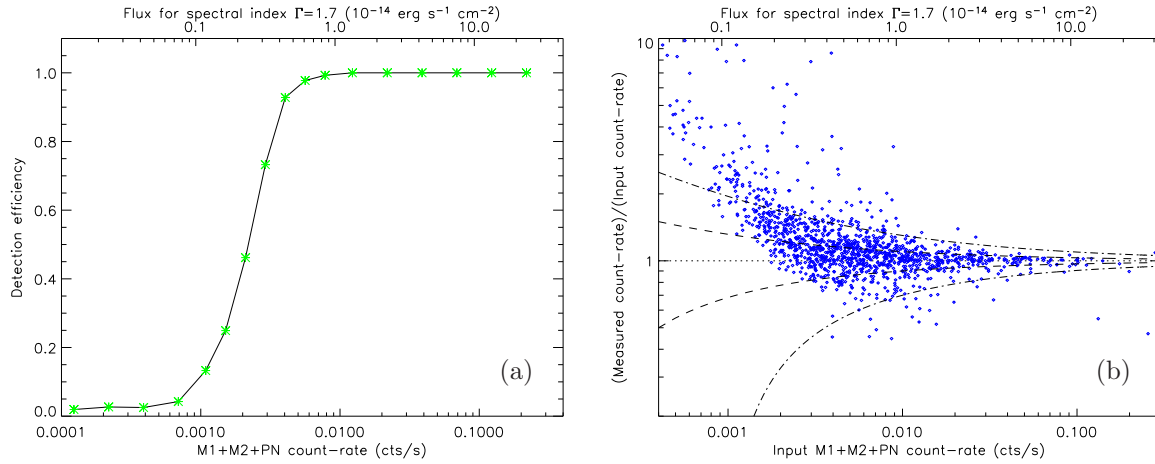 Flux for spectral index Γ=1.7 (10⁻¹⁴ erg s⁻¹ cm⁻²)
0.1 1.0 10.0
1.0
0.8
0.6
0.4
0.2
0.0
Detection efficiency
(a)
0.0001 0.0010 0.0100 0.1000
M1+M2+PN count−rate (cts/s)
Flux for spectral index Γ=1.7 (10⁻¹⁴ erg s⁻¹ cm⁻²)
0.1 1.0 10.0
10
1
(Measured count−rate)/(Input count−rate)
(b)
0.001 0.010 0.100
Input M1+M2+PN count−rate (cts/s)